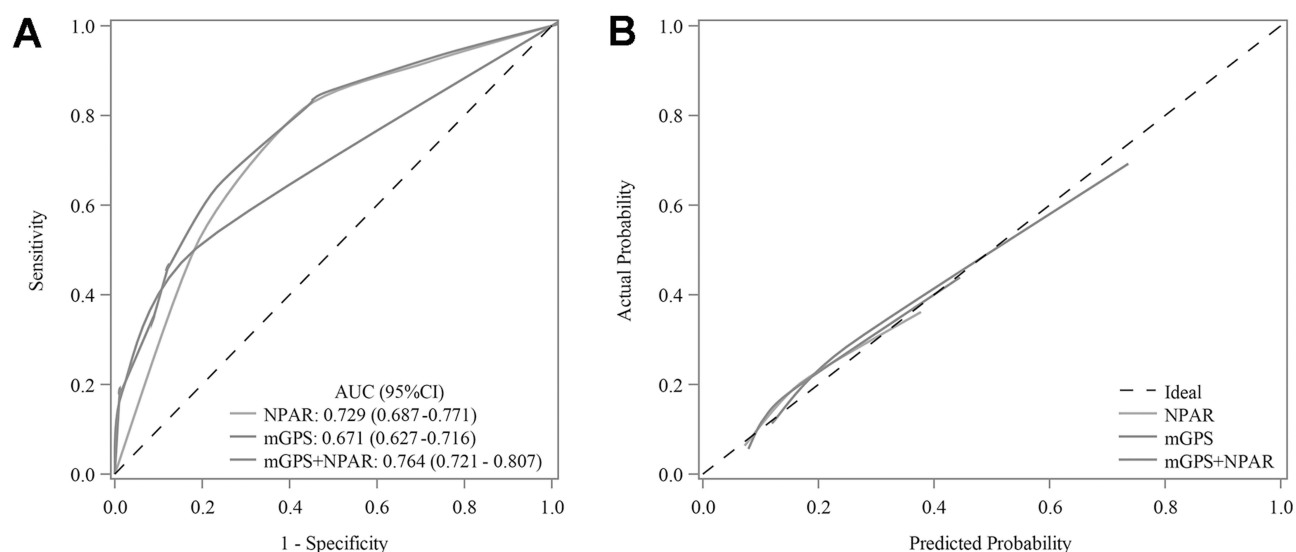 A
1.0
0.8
0.6
0.4
0.2
0.0
Sensitivity
AUC (95%CI)
NPAR: 0.729 (0.687-0.771)
mGPS: 0.671 (0.627-0.716)
mGPS+NPAR: 0.764 (0.721 - 0.807)
0.0 0.2 0.4 0.6 0.8 1.0
1 - Specificity
B
1.0
0.8
0.6
0.4
0.2
0.0
Actual Probability
Ideal
NPAR
mGPS
mGPS+NPAR
0.0 0.2 0.4 0.6 0.8 1.0
Predicted Probability